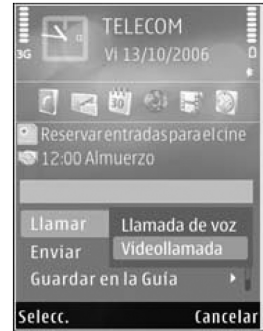 TELECOM
3G
Vi 13/10/2006
30
Reservar entradas para el cine
12:00 Almuerzo
Llamar
Llamada de voz
Enviar
Videollamada
Guardar en la Guía
Selecc.
Cancelar